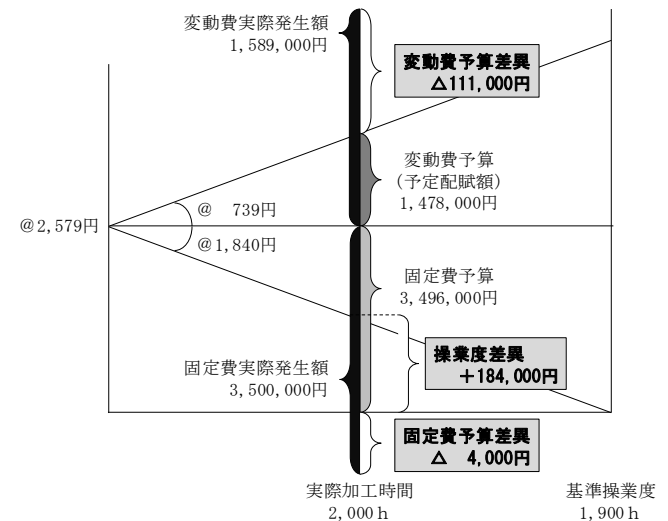 変動費実際発生額
1,589,000円
変動費予算差異
△111,000円
変動費予算
(予定配賦額)
1,478,000円
@2,579円
@ 739円
@1,840円
固定費予算
3,496,000円
操業度差異
+184,000円
固定費実際発生額
3,500,000円
固定費予算差異
△ 4,000円
実際加工時間
2,000h
基準操業度
1,900h